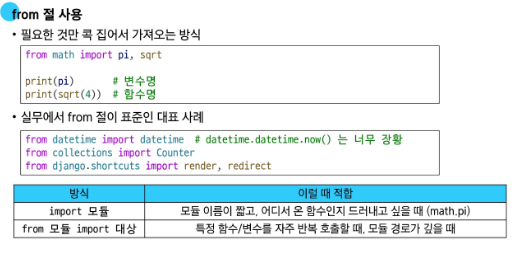 from 절 사용
• 필요한 것만 콕 집어서 가져오는 방식
from math import pi, sqrt
print(pi)       # 변수명
print(sqrt(4))  # 함수명
• 실무에서 from 절이 표준인 대표 사례
from datetime import datetime  # datetime.datetime.now() 는 너무 장황
from collections import Counter
from django.shortcuts import render, redirect
방식 이럴 때 적합
import 모듈 모듈 이름이 짧고, 어디서 온 함수인지 드러내고 싶을 때 (math.pi)
from 모듈 import 대상 특정 함수/변수를 자주 반복 호출할 때, 모듈 경로가 깊을 때